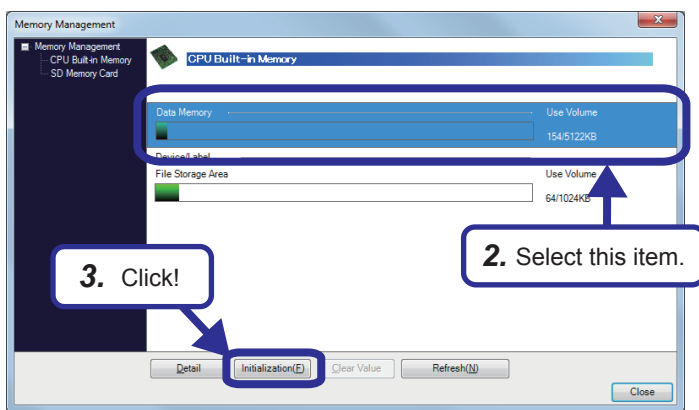 Memory Management
Memory Management
CPU Built-in Memory
SD Memory Card
CPU Built-in Memory
Data Memory
Use Volume
154/5122KB
Device/Label
File Storage Area
Use Volume
64/1024KB
2. Select this item.
3. Click!
Detail
Initialization(F)
Clear Value
Refresh(N)
Close